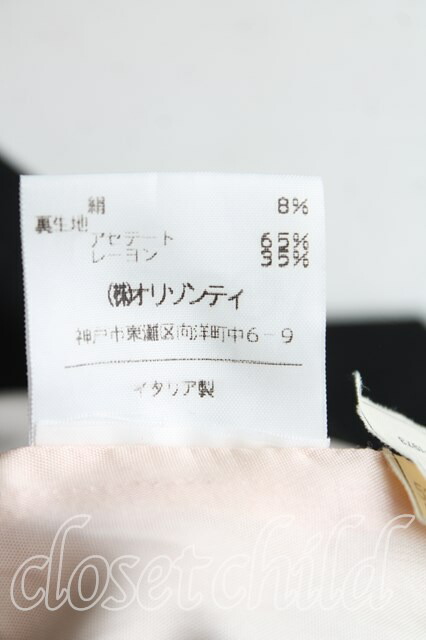 絹 8%
裏生地
アセテート 65%
レーヨン 35%
(株)オリゾンティ
神戸市東灘区向洋町中6-9
イタリア製
closetchild